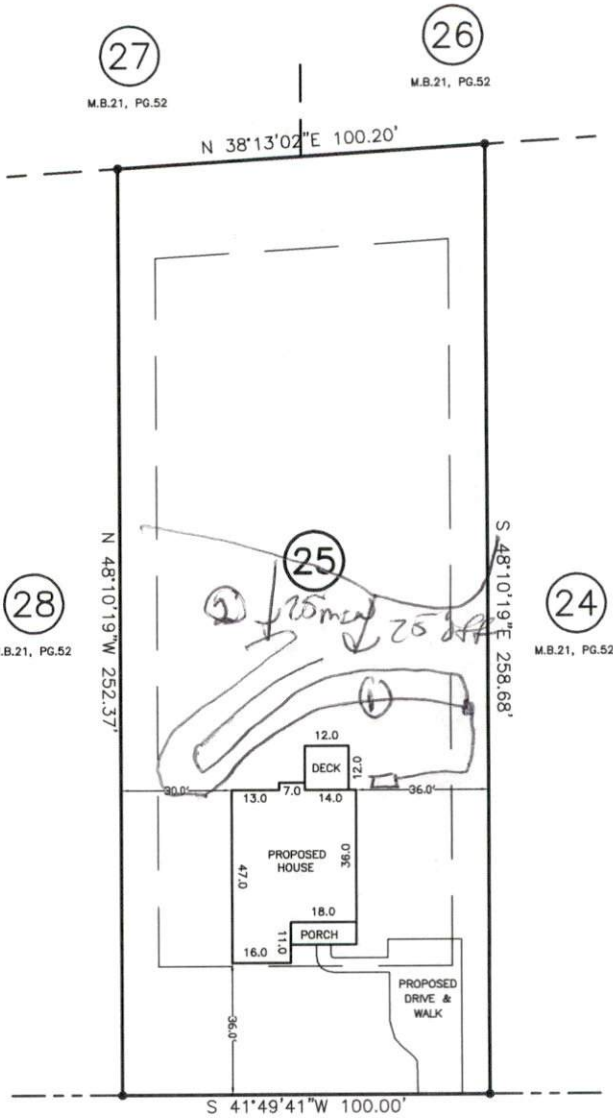 27
M.B.21, PG.52
26
M.B.21, PG.52
N 38°13'02"E 100.20'
N 48°10'19"W 252.37'
S 48°10'19"E 258.68'
25
28
.B.21, PG.52
24
M.B.21, PG.52
2
25
25
1
12.0
DECK
12.0
30.0'
13.0
7.0
14.0
36.0'
PROPOSED
HOUSE
47.0
36.0
18.0
PORCH
11.0
16.0
PROPOSED
DRIVE &
WALK
36.0'
S 41°49'41"W 100.00'